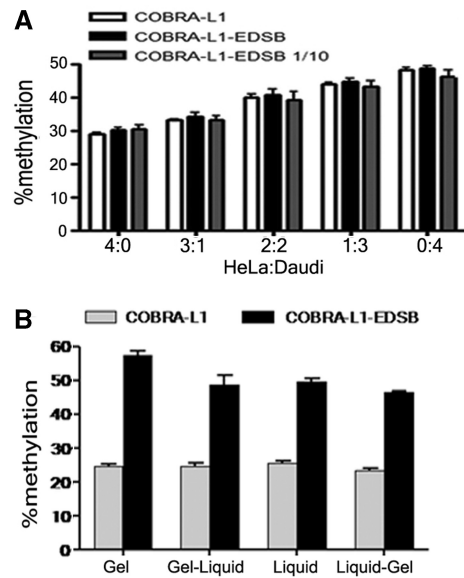 A
COBRA-L1
COBRA-L1-EDSB
COBRA-L1-EDSB 1/10
%methylation
50
40
30
20
10
0
4:0 3:1 2:2 1:3 0:4
HeLa:Daudi
B
COBRA-L1 COBRA-L1-EDSB
%methylation
60
50
40
30
20
10
0
Gel Gel-Liquid Liquid Liquid-Gel